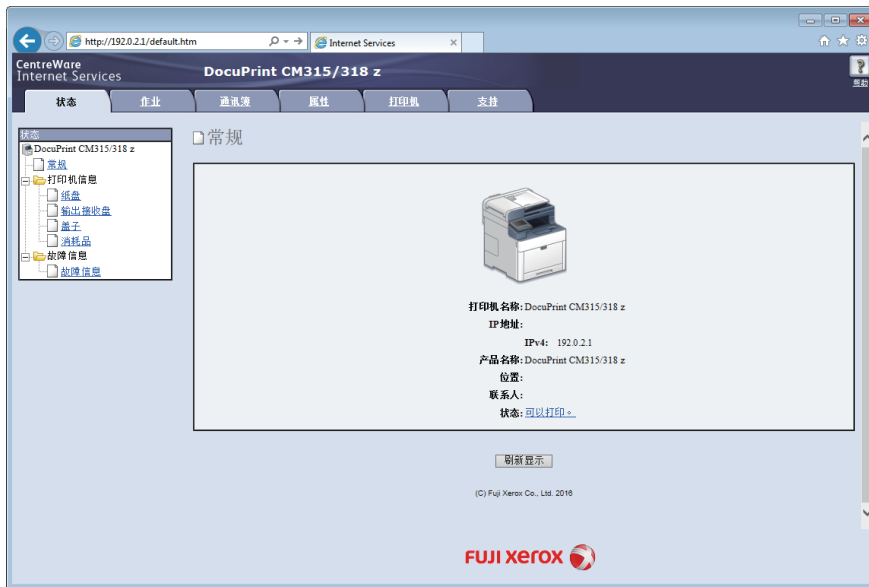 http://192.0.2.1/default.htm
Internet Services
CentreWare
Internet Services
DocuPrint CM315/318 z
帮助
状态
作业
通讯簿
属性
打印机
支持
状态
DocuPrint CM315/318 z
常规
打印机信息
纸盘
输出接收盘
盖子
消耗品
故障信息
故障信息
常规
打印机名称: DocuPrint CM315/318 z
IP地址:
IPv4: 192.0.2.1
产品名称: DocuPrint CM315/318 z
位置:
联系人:
状态: 可以打印。
刷新显示
(C) Fuji Xerox Co., Ltd. 2016
FUJI xerox